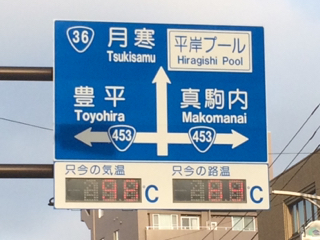 36
月寒
Tsukisamu
平岸プール
Hiragishi Pool
豊平
Toyohira
真駒内
Makomanai
453
453
只今の気温
℃
只今の路温
℃